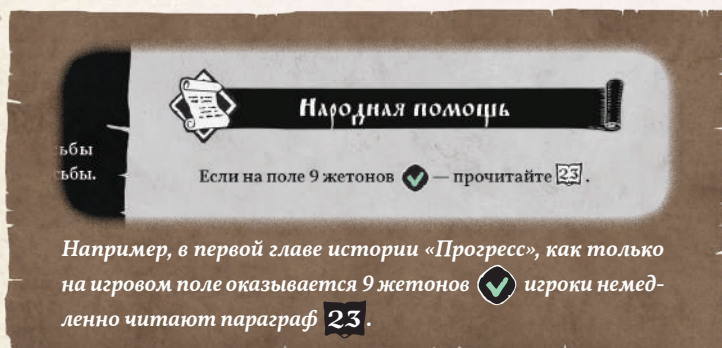 Народная помощь
ьбы
ьбы.
Если на поле 9 жетонов — прочитайте 23.
Например, в первой главе истории «Прогресс», как только
на игровом поле оказывается 9 жетонов игроки немед-
ленно читают параграф 23.